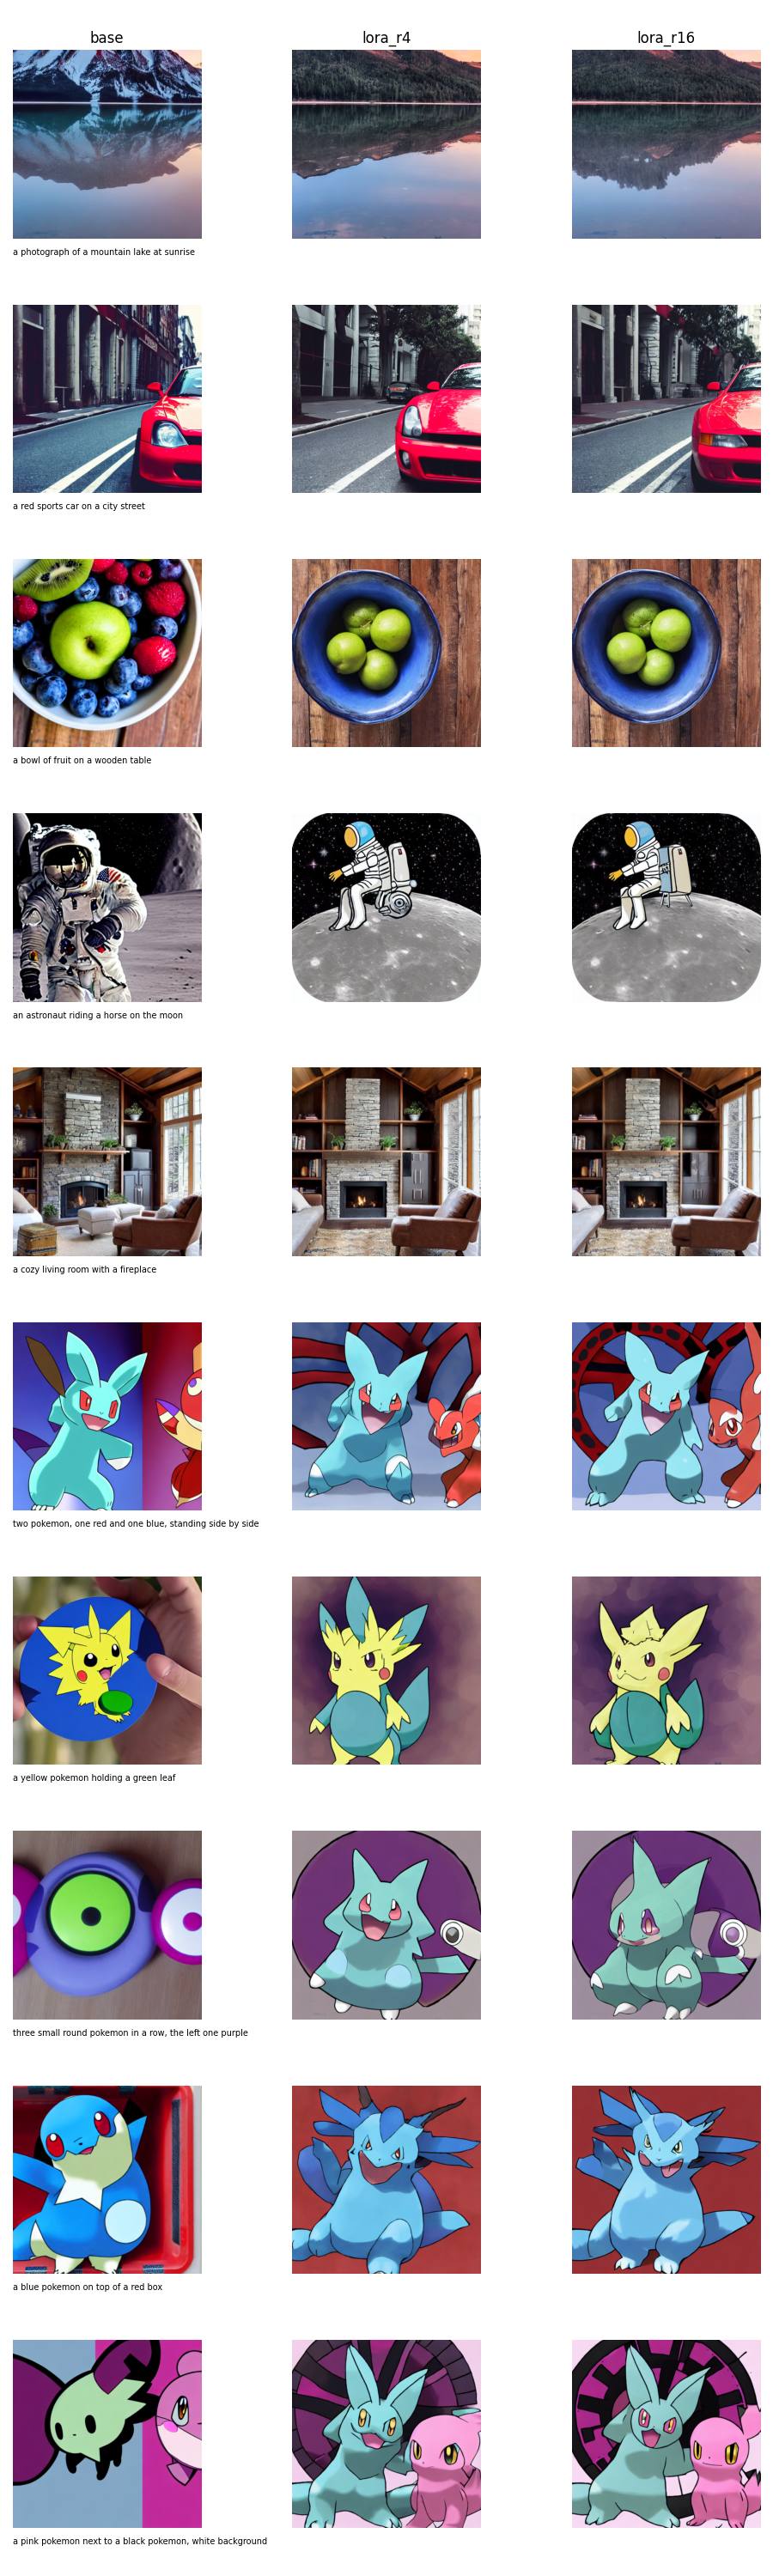 base lora_r4 lora_r16
a photograph of a mountain lake at sunrise
a red sports car on a city street
a bowl of fruit on a wooden table
an astronaut riding a horse on the moon
a cozy living room with a fireplace
two pokemon, one red and one blue, standing side by side
a yellow pokemon holding a green leaf
three small round pokemon in a row, the left one purple
a blue pokemon on top of a red box
a pink pokemon next to a black pokemon, white background